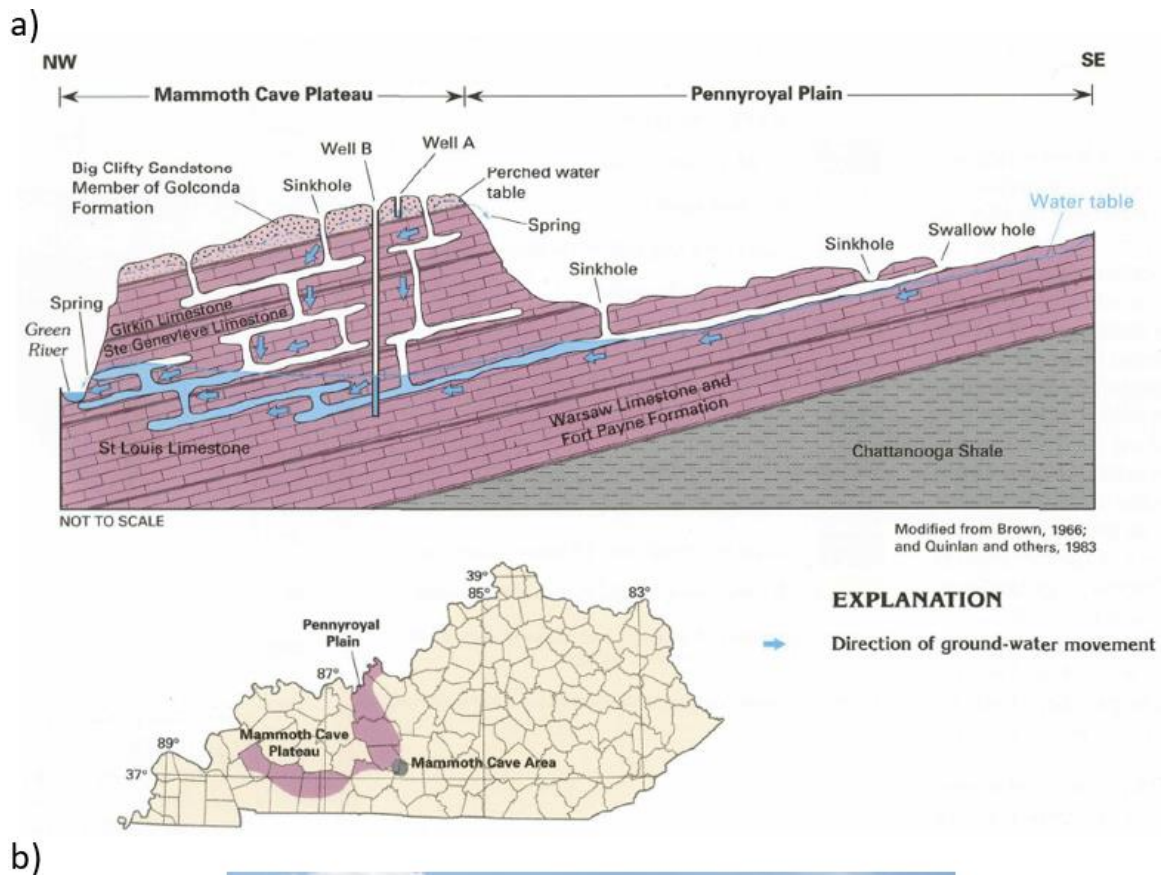 a)
NW
SE
Mammoth Cave Plateau
Pennyroyal Plain
Well B
Well A
Big Clifty Sandstone
Member of Golconda
Formation
Sinkhole
Perched water
table
Spring
Water table
Sinkhole
Swallow hole
Sinkhole
Spring
Green
River
Girkin Limestone
Ste Genevieve Limestone
St Louis Limestone
Warsaw Limestone and
Fort Payne Formation
Chattanooga Shale
NOT TO SCALE
Modified from Brown, 1966;
and Quinlan and others, 1983
39°
85°
83°
Pennyroyal
Plain
87°
Mammoth Cave
Plateau
89°
37°
Mammoth Cave Area
EXPLANATION
Direction of ground-water movement
b)